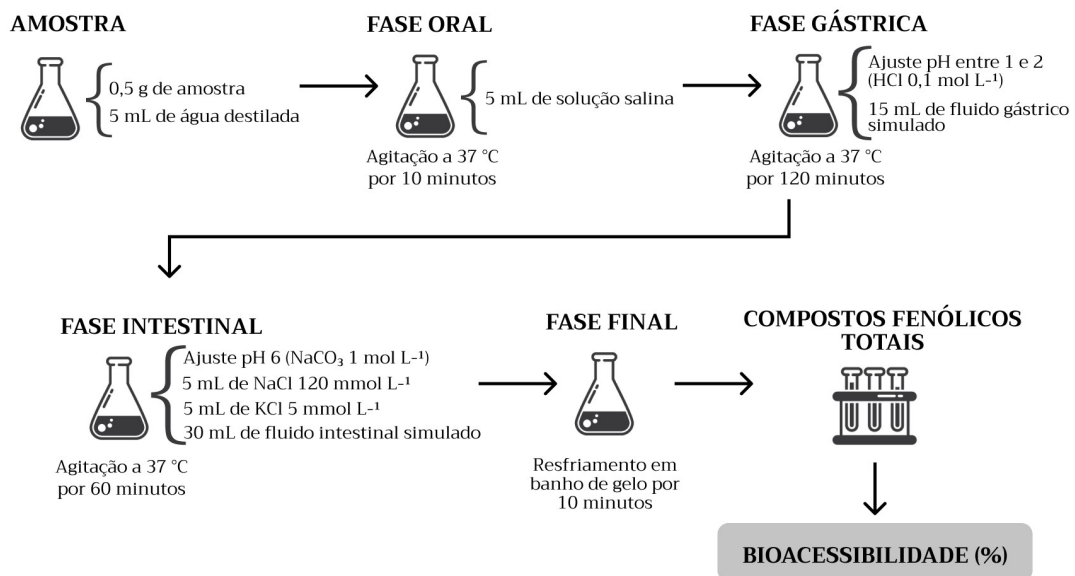 AMOSTRA
0,5 g de amostra
5 mL de água destilada
FASE ORAL
5 mL de solução salina
Agitação a 37 °C
por 10 minutos
FASE GÁSTRICA
Ajuste pH entre 1 e 2
(HCl 0,1 mol L-¹)
15 mL de fluido gástrico
simulado
Agitação a 37 °C
por 120 minutos
FASE INTESTINAL
Ajuste pH 6 (NaCO₃ 1 mol L-¹)
5 mL de NaCl 120 mmol L-¹
5 mL de KCl 5 mmol L-¹
30 mL de fluido intestinal simulado
Agitação a 37 °C
por 60 minutos
FASE FINAL
Resfriamento em
banho de gelo por
10 minutos
COMPOSTOS FENÓLICOS
TOTAIS
BIOACESSIBILIDADE (%)